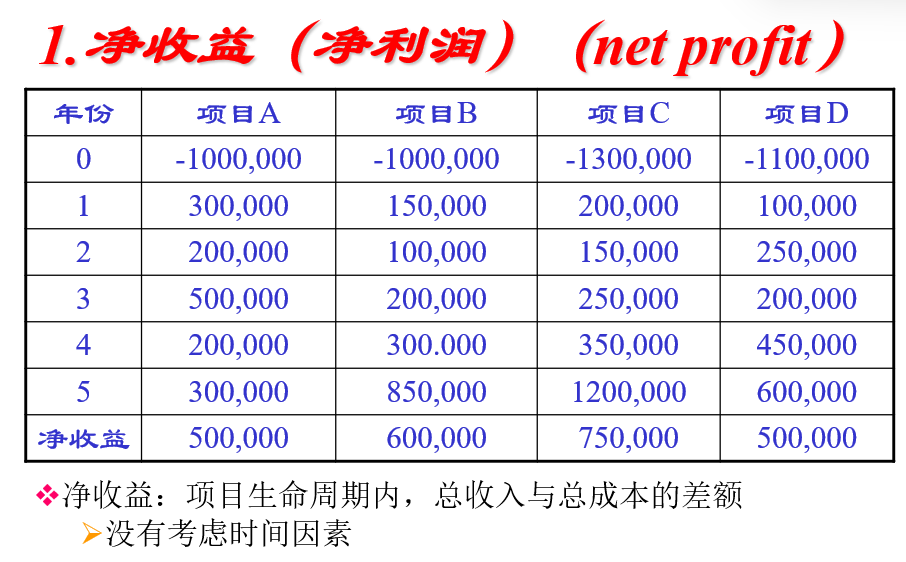 1.净收益（净利润） （net profit）
年份 项目A 项目B 项目C 项目D
0 -1000,000 -1000,000 -1300,000 -1100,000
1 300,000 150,000 200,000 100,000
2 200,000 100,000 150,000 250,000
3 500,000 200,000 250,000 200,000
4 200,000 300.000 350,000 450,000
5 300,000 850,000 1200,000 600,000
净收益 500,000 600,000 750,000 500,000
❖净收益：项目生命周期内，总收入与总成本的差额
➢没有考虑时间因素